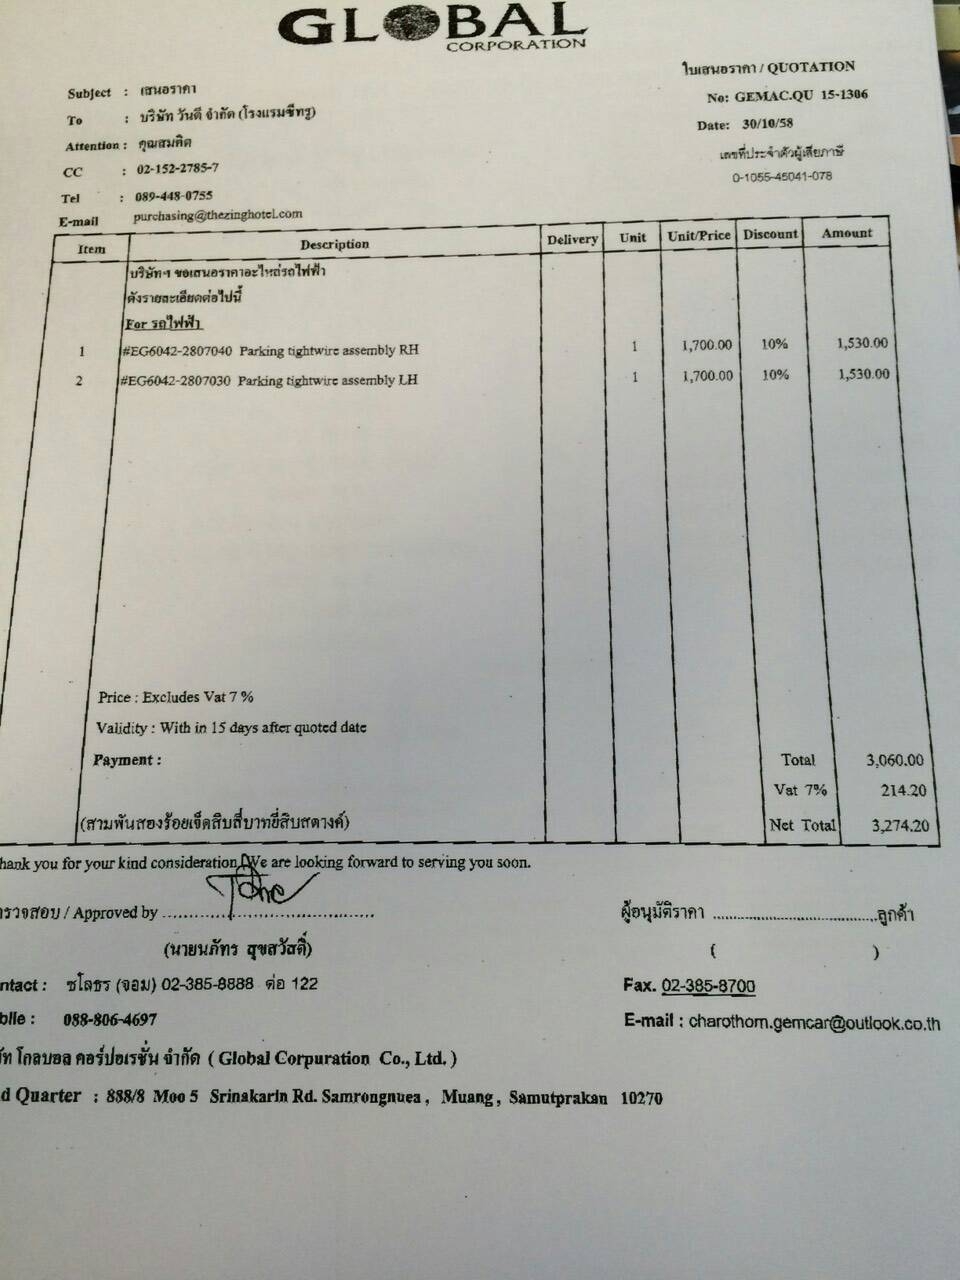 GLOBAL
CORPORATION
ใบเสนอราคา / QUOTATION
No: GEMAC.QU 15-1306
Date: 30/10/58
เลขที่ประจำตัวผู้เสียภาษี
0-1055-45041-078
Subject : เสนอราคา
To : บริษัท วันดี จำกัด (โรงแรมซีทรู)
Attention : คุณสมคิด
CC : 02-152-2785-7
Tel : 089-448-0755
E-mail purchasing@thezinghotel.com
Item Description Delivery Unit Unit/Price Discount Amount
บริษัทฯ ขอเสนอราคาอะไหล่รถไฟฟ้า
ดังรายละเอียดต่อไปนี้
For รถไฟฟ้า
1 #EG6042-2807040 Parking tightwire assembly RH 1 1,700.00 10% 1,530.00
2 #EG6042-2807030 Parking tightwire assembly LH 1 1,700.00 10% 1,530.00
Price : Excludes Vat 7 %
Validity : With in 15 days after quoted date
Payment : Total 3,060.00
Vat 7% 214.20
(สามพันสองร้อยเจ็ดสิบสี่บาทยี่สิบสตางค์) Net Total 3,274.20
hank you for your kind consideration. We are looking forward to serving you soon.
รวจสอบ / Approved by ........................................ ผู้อนุมัติราคา ........................................ลูกค้า
(นายนภัทร สุขสวัสดิ์) ( )
ntact : ชโลธร (จอม) 02-385-8888 ต่อ 122 Fax. 02-385-8700
bile : 088-806-4697 E-mail : charothorn.gemcar@outlook.co.th
ัท โกลบอล คอร์ปอเรชั่น จำกัด ( Global Corpuration Co., Ltd. )
d Quarter : 888/8 Moo 5 Srinakarin Rd. Samrongnuea , Muang , Samutprakan 10270